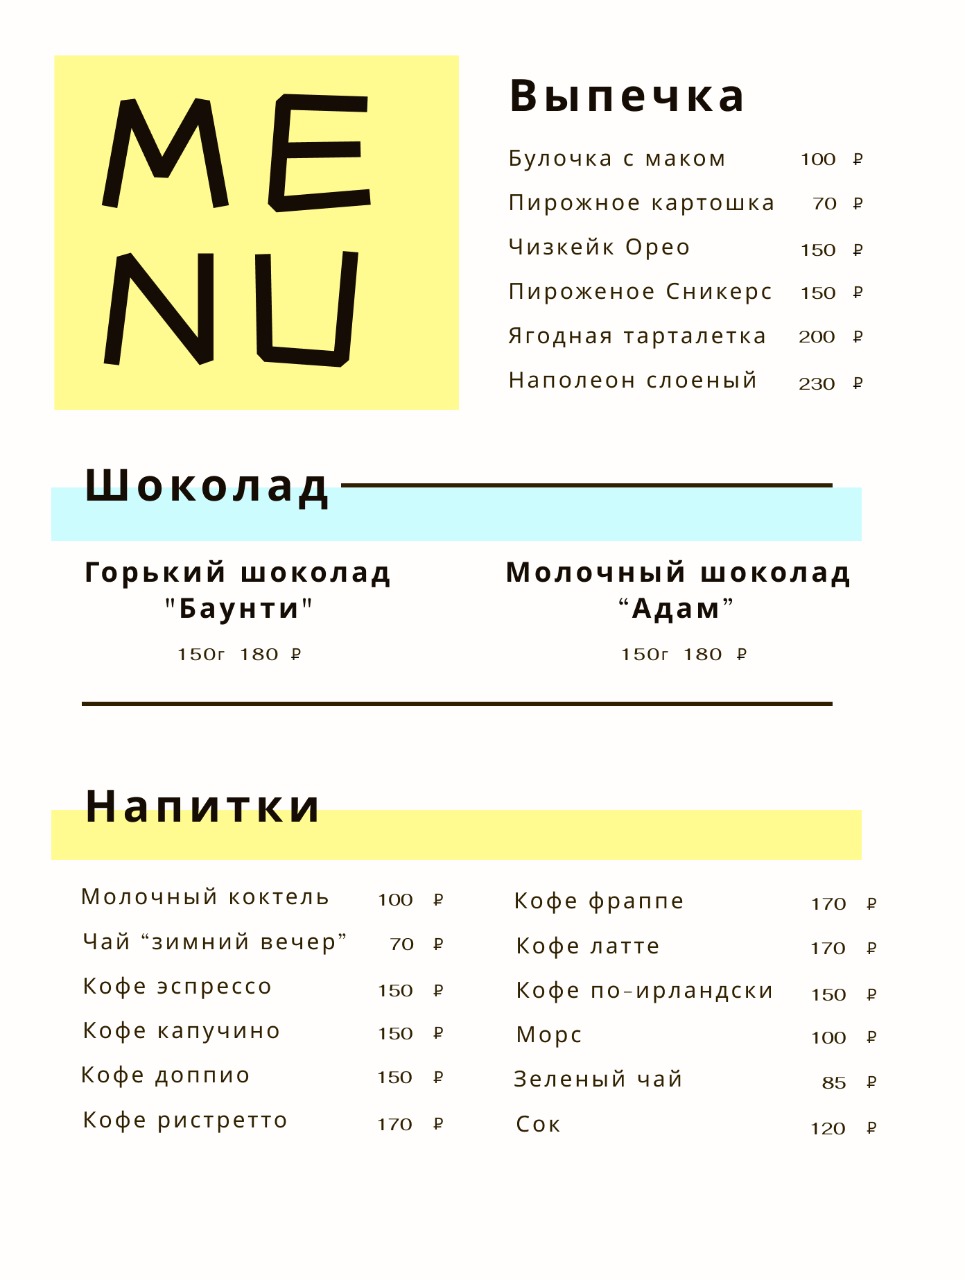 ME
NU
Выпечка
Булочка с маком 100 ₽
Пирожное картошка 70 ₽
Чизкейк Орео 150 ₽
Пироженое Сникерс 150 ₽
Ягодная тарталетка 200 ₽
Наполеон слоеный 230 ₽
Шоколад
Горький шоколад
"Баунти"
150г 180 ₽
Молочный шоколад
“Адам”
150г 180 ₽
Напитки
Молочный коктель 100 ₽
Чай “зимний вечер” 70 ₽
Кофе эспрессо 150 ₽
Кофе капучино 150 ₽
Кофе доппио 150 ₽
Кофе ристретто 170 ₽
Кофе фраппе 170 ₽
Кофе латте 170 ₽
Кофе по-ирландски 150 ₽
Морс 100 ₽
Зеленый чай 85 ₽
Сок 120 ₽